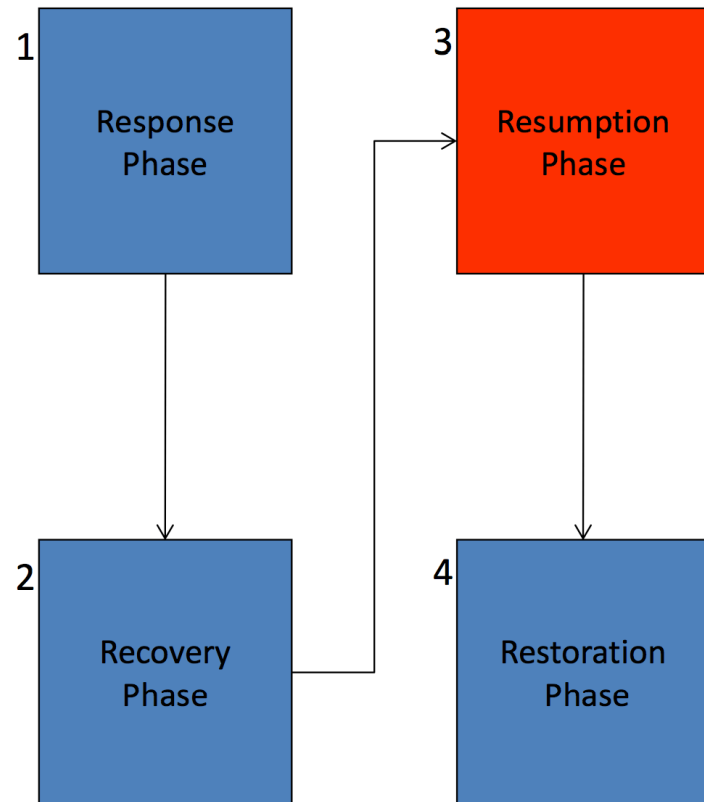 1
Response
Phase
2
Recovery
Phase
3
Resumption
Phase
4
Restoration
Phase